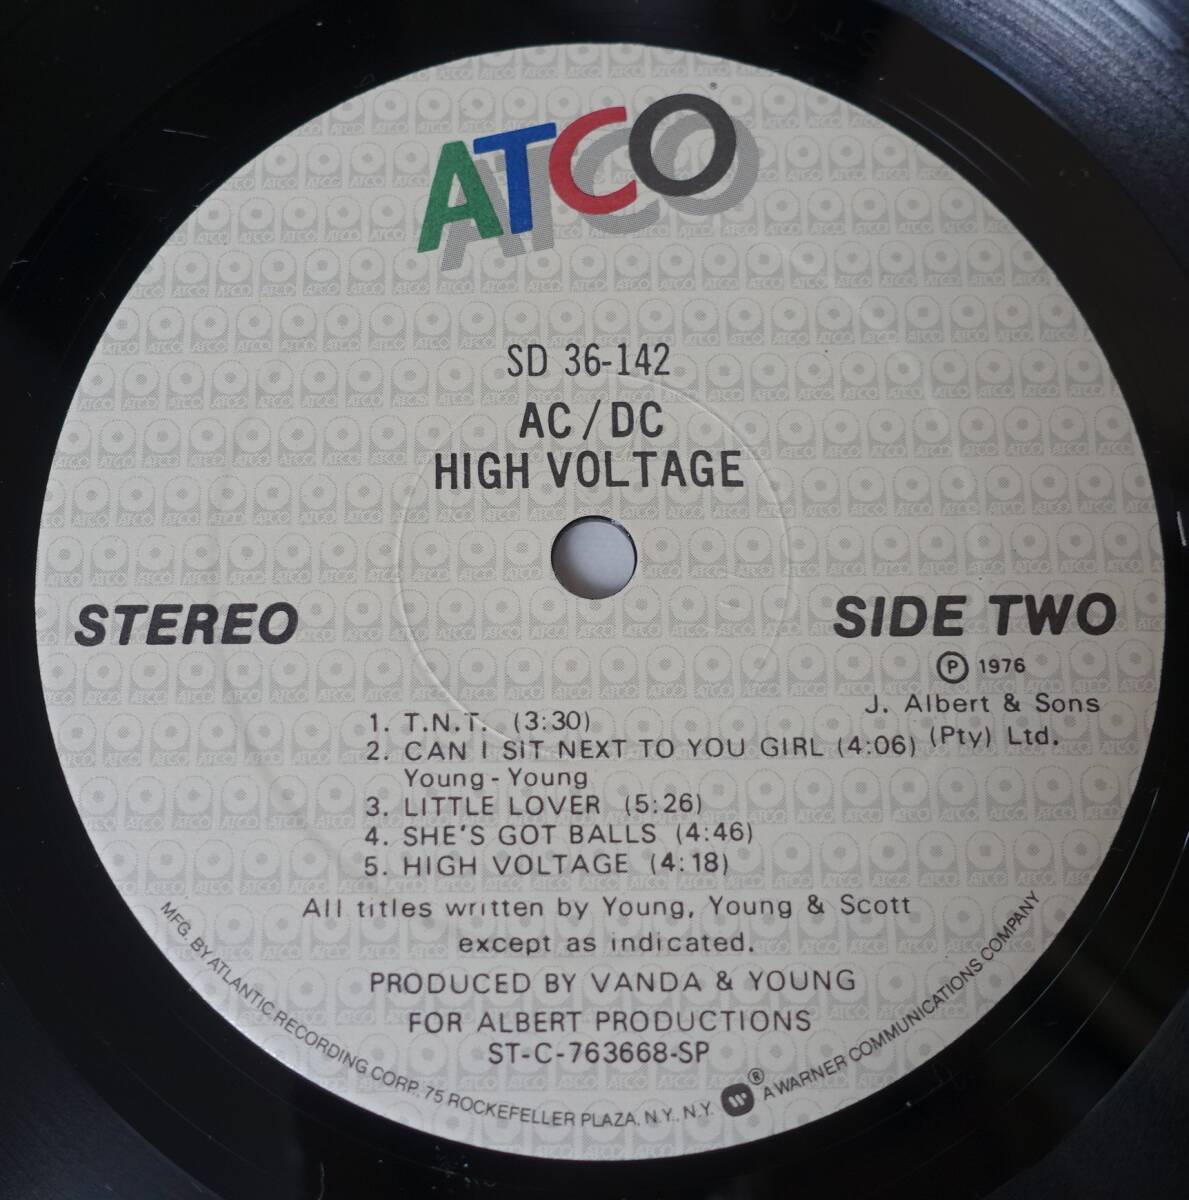 ATCO
SD 36-142
AC/DC
HIGH VOLTAGE
STEREO
SIDE TWO
Ⓟ 1976
J. Albert & Sons
(Pty) Ltd.
1. T.N.T. (3:30)
2. CAN I SIT NEXT TO YOU GIRL (4:06)
Young-Young
3. LITTLE LOVER (5:26)
4. SHE'S GOT BALLS (4:46)
5. HIGH VOLTAGE (4:18)
All titles written by Young, Young & Scott
except as indicated.
PRODUCED BY VANDA & YOUNG
FOR ALBERT PRODUCTIONS
ST-C-763668-SP
MFG. BY ATLANTIC RECORDING CORP., 75 ROCKEFELLER PLAZA, N.Y., N.Y. ® A WARNER COMMUNICATIONS COMPANY